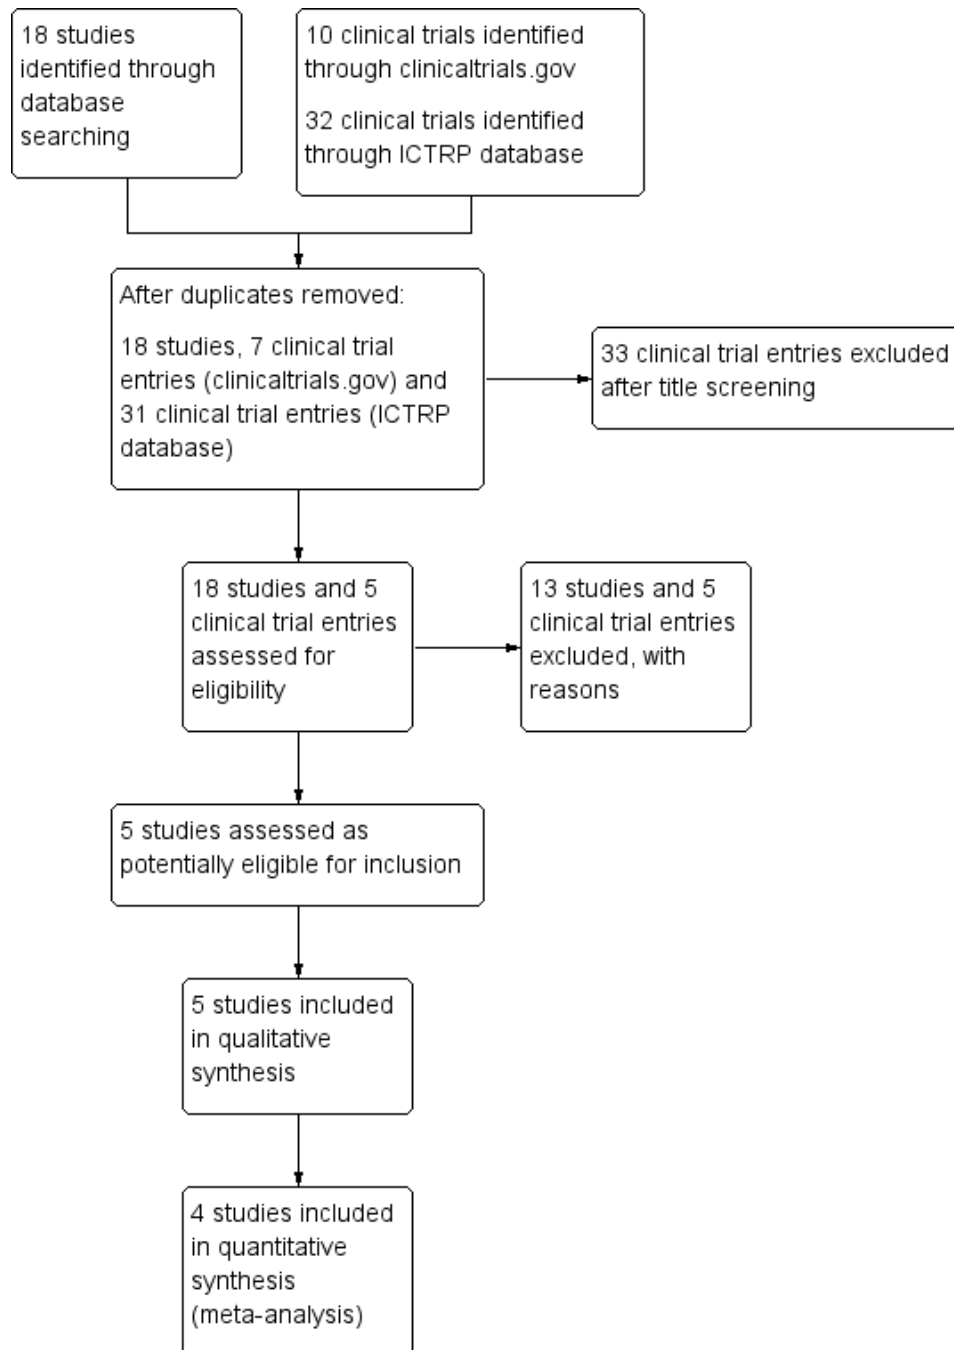 18 studies
identified through
database
searching
10 clinical trials identified
through clinicaltrials.gov
32 clinical trials identified
through ICTRP database
After duplicates removed:
18 studies, 7 clinical trial
entries (clinicaltrials.gov) and
31 clinical trial entries (ICTRP
database)
33 clinical trial entries excluded
after title screening
18 studies and 5
clinical trial entries
assessed for
eligibility
13 studies and 5
clinical trial entries
excluded, with
reasons
5 studies assessed as
potentially eligible for inclusion
5 studies included
in qualitative
synthesis
4 studies included
in quantitative
synthesis
(meta-analysis)